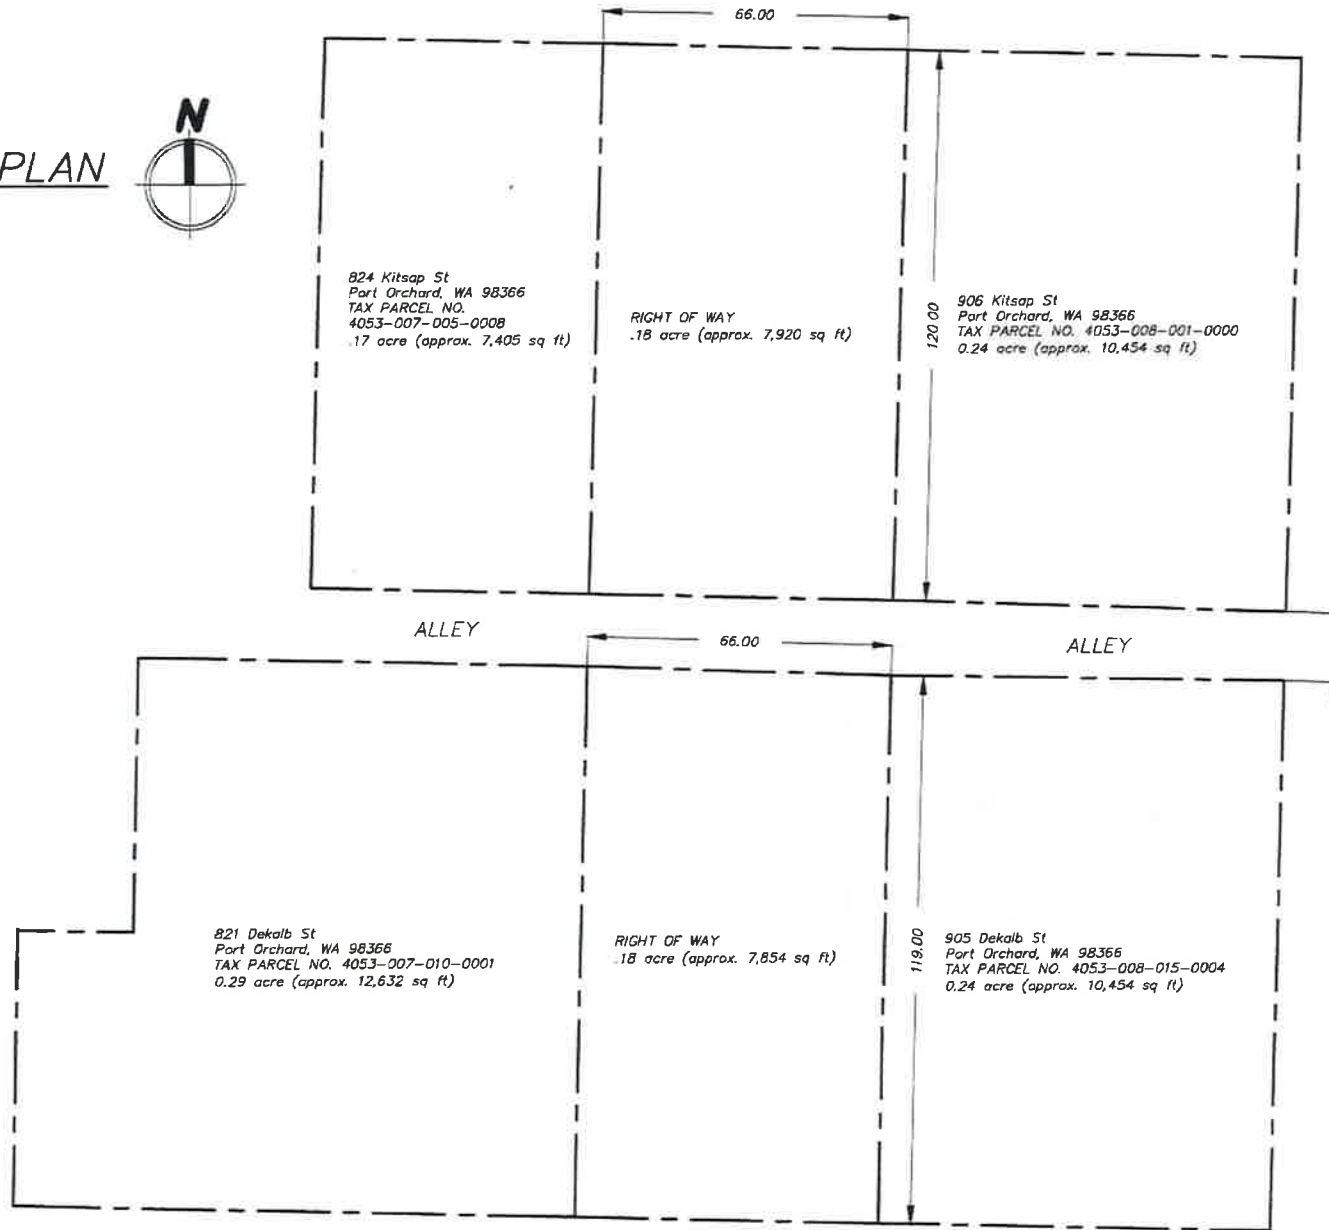 66.00
N
PLAN
824 Kitsap St
Port Orchard, WA 98366
TAX PARCEL NO.
4053-007-005-0008
.17 acre (approx. 7,405 sq ft)
RIGHT OF WAY
.18 acre (approx. 7,920 sq ft)
120.00
906 Kitsap St
Port Orchard, WA 98366
TAX PARCEL NO. 4053-008-001-0000
0.24 acre (approx. 10,454 sq ft)
ALLEY
66.00
ALLEY
821 Dekalb St
Port Orchard, WA 98366
TAX PARCEL NO. 4053-007-010-0001
0.29 acre (approx. 12,632 sq ft)
RIGHT OF WAY
.18 acre (approx. 7,854 sq ft)
119.00
905 Dekalb St
Port Orchard, WA 98366
TAX PARCEL NO. 4053-008-015-0004
0.24 acre (approx. 10,454 sq ft)